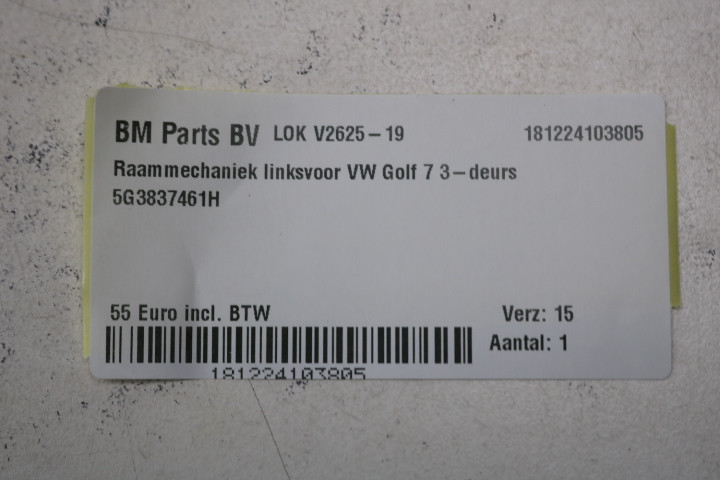 BM Parts BV LOK V2625-19 181224103805
Raammechaniek linksvoor VW Golf 7 3-deurs
5G3837461H
55 Euro incl. BTW Verz: 15
Aantal: 1
181224103805